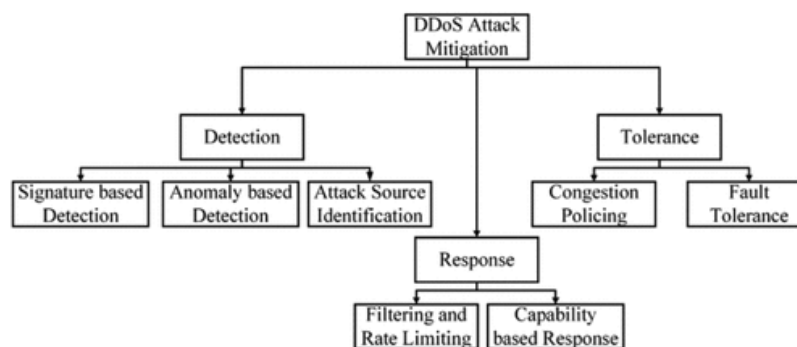 DDoS Attack
Mitigation
Detection
Tolerance
Signature based
Detection
Anomaly based
Detection
Attack Source
Identification
Congestion
Policing
Fault
Tolerance
Response
Filtering and
Rate Limiting
Capability
based Response